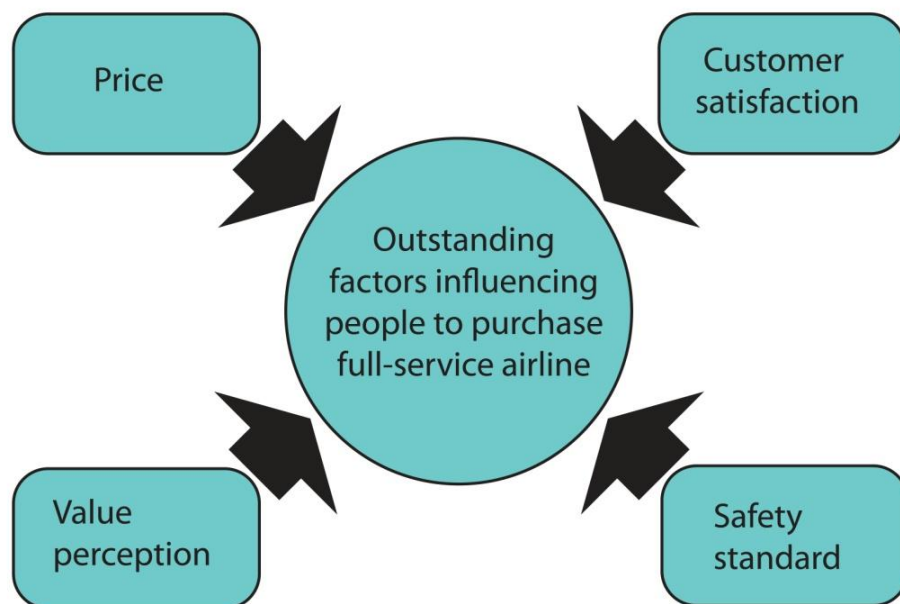 Price
Customer
satisfaction
Outstanding
factors influencing
people to purchase
full-service airline
Value
perception
Safety
standard